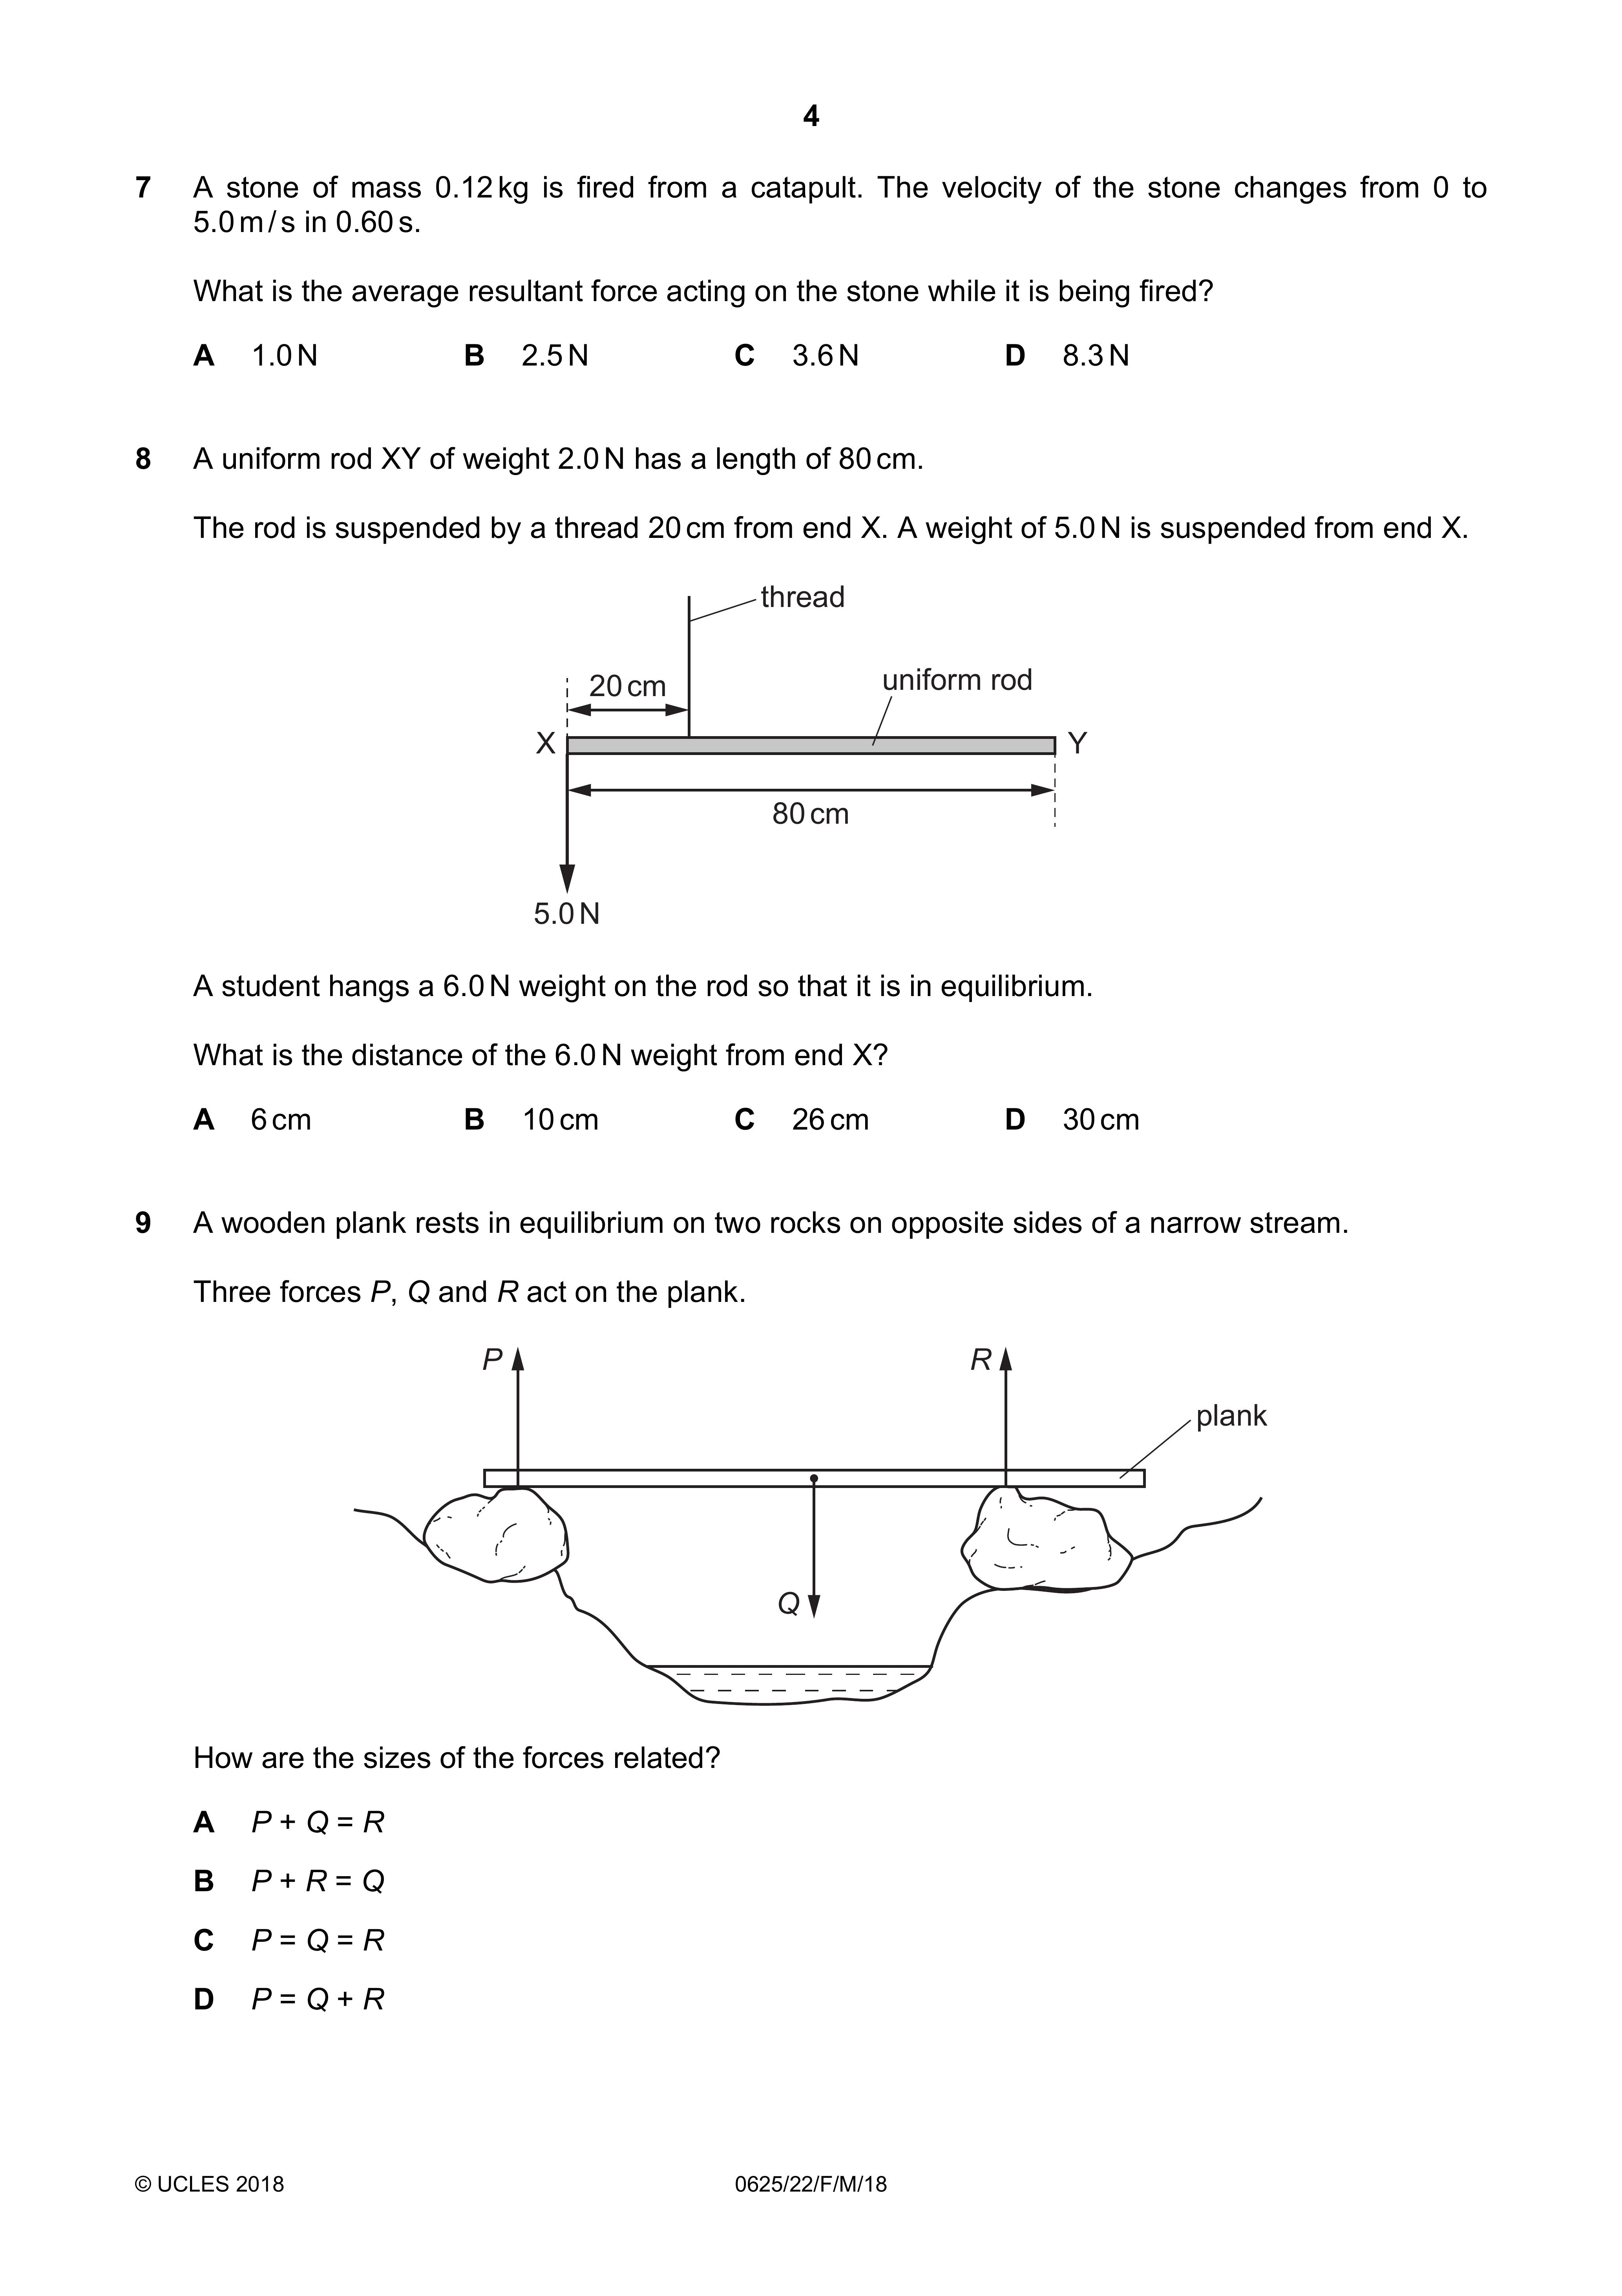 4
7 A stone of mass 0.12 kg is fired from a catapult. The velocity of the stone changes from 0 to
5.0 m / s in 0.60 s.
What is the average resultant force acting on the stone while it is being fired?
A 1.0 N B 2.5 N C 3.6 N D 8.3 N
8 A uniform rod XY of weight 2.0 N has a length of 80 cm.
The rod is suspended by a thread 20 cm from end X. A weight of 5.0 N is suspended from end X.
thread
20 cm
uniform rod
X
Y
80 cm
5.0 N
A student hangs a 6.0 N weight on the rod so that it is in equilibrium.
What is the distance of the 6.0 N weight from end X?
A 6 cm B 10 cm C 26 cm D 30 cm
9 A wooden plank rests in equilibrium on two rocks on opposite sides of a narrow stream.
Three forces P, Q and R act on the plank.
P
R
plank
Q
How are the sizes of the forces related?
A P + Q = R
B P + R = Q
C P = Q = R
D P = Q + R
© UCLES 2018 0625/22/F/M/18